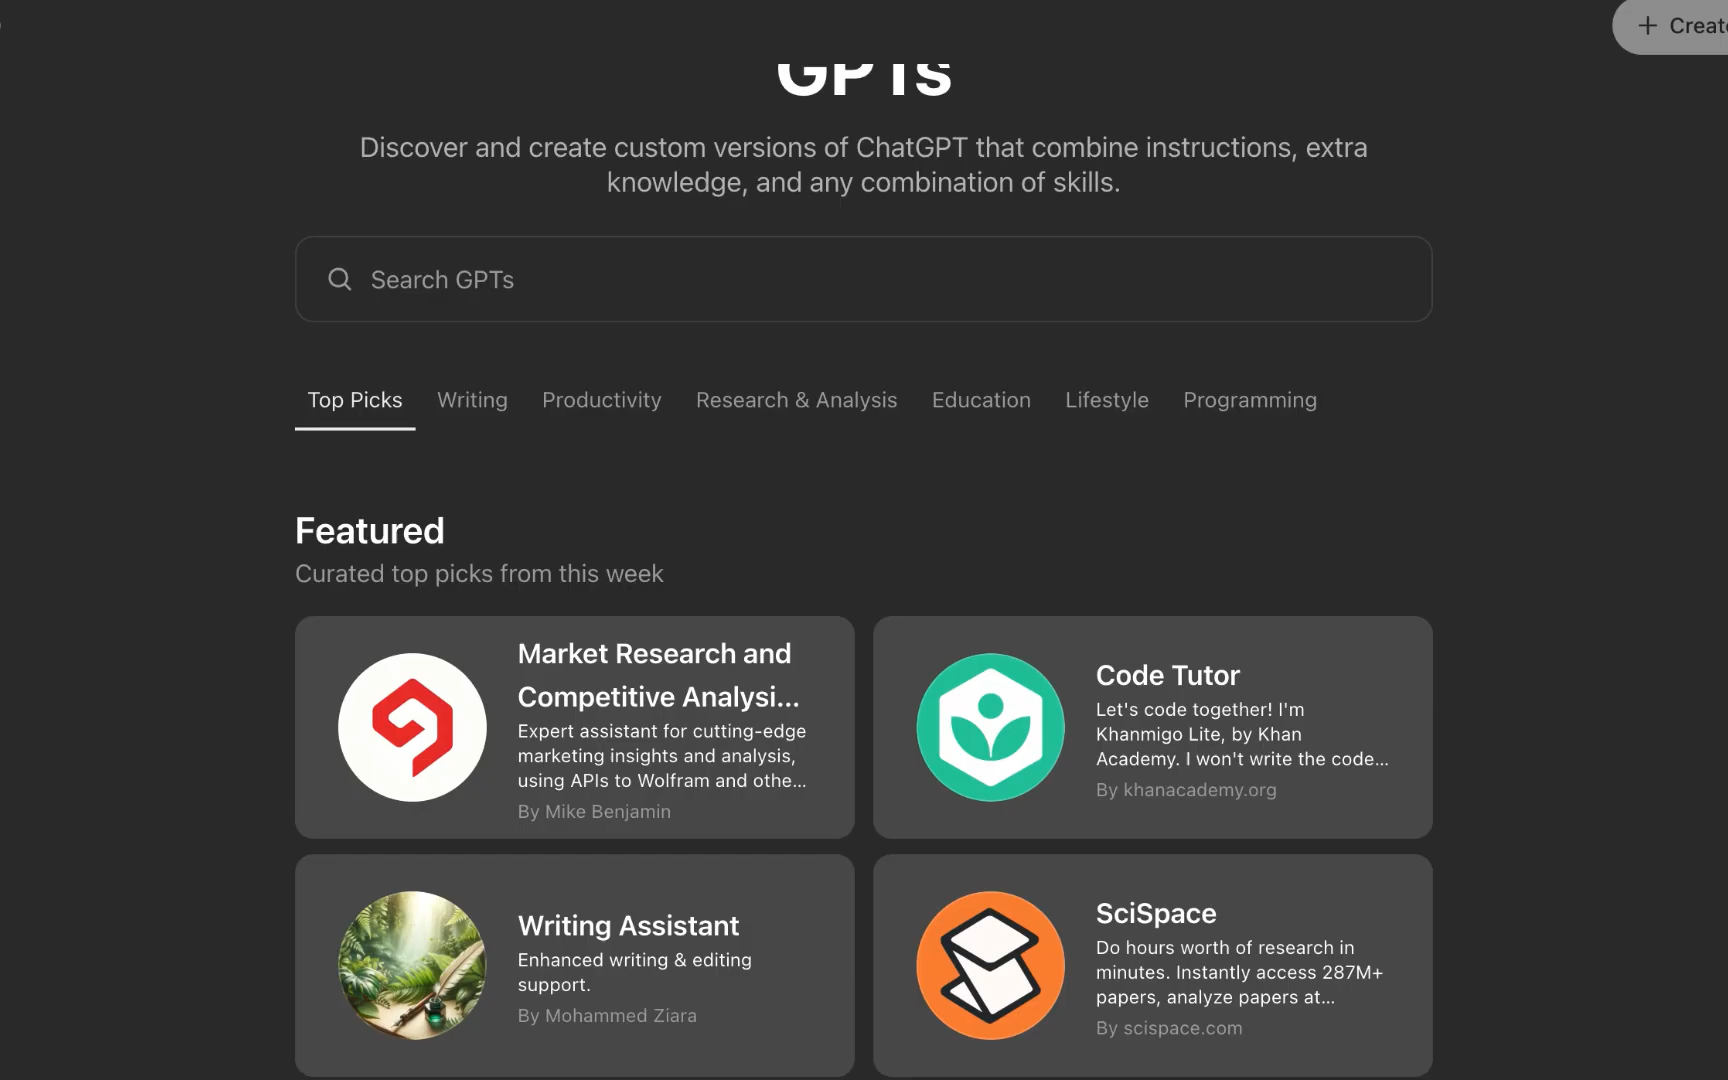 + Create
GPTs
Discover and create custom versions of ChatGPT that combine instructions, extra
knowledge, and any combination of skills.
Search GPTs
Top Picks Writing Productivity Research & Analysis Education Lifestyle Programming
Featured
Curated top picks from this week
Market Research and
Competitive Analysi...
Expert assistant for cutting-edge
marketing insights and analysis,
using APIs to Wolfram and othe...
By Mike Benjamin
Code Tutor
Let's code together! I'm
Khanmigo Lite, by Khan
Academy. I won't write the code...
By khanacademy.org
Writing Assistant
Enhanced writing & editing
support.
By Mohammed Ziara
SciSpace
Do hours worth of research in
minutes. Instantly access 287M+
papers, analyze papers at...
By scispace.com